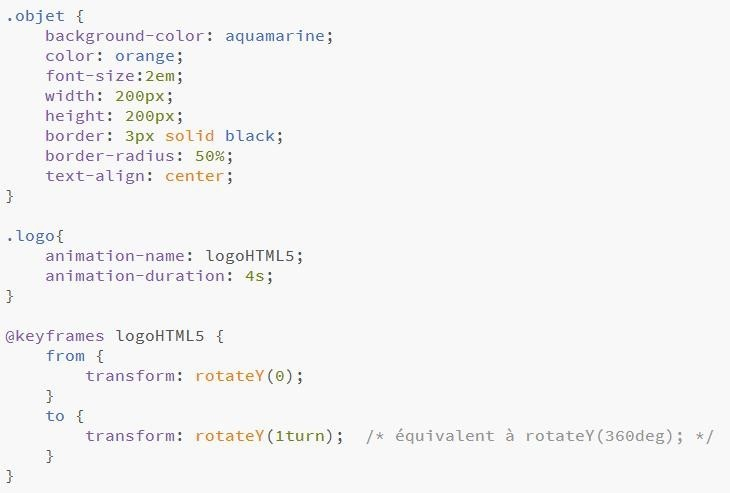 .objet {
    background-color: aquamarine;
    color: orange;
    font-size:2em;
    width: 200px;
    height: 200px;
    border: 3px solid black;
    border-radius: 50%;
    text-align: center;
}

.logo{
    animation-name: logoHTML5;
    animation-duration: 4s;
}

@keyframes logoHTML5 {
    from {
        transform: rotateY(0);
    }
    to {
        transform: rotateY(1turn);  /* équivalent à rotateY(360deg); */
    }
}